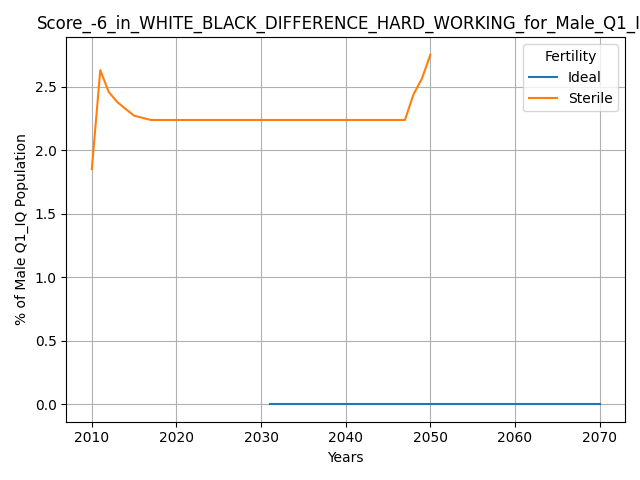 Score_-6_in_WHITE_BLACK_DIFFERENCE_HARD_WORKING_for_Male_Q1_I
Fertility
Ideal
Sterile
% of Male Q1_IQ Population
2.5
2.0
1.5
1.0
0.5
0.0
2010 2020 2030 2040 2050 2060 2070
Years